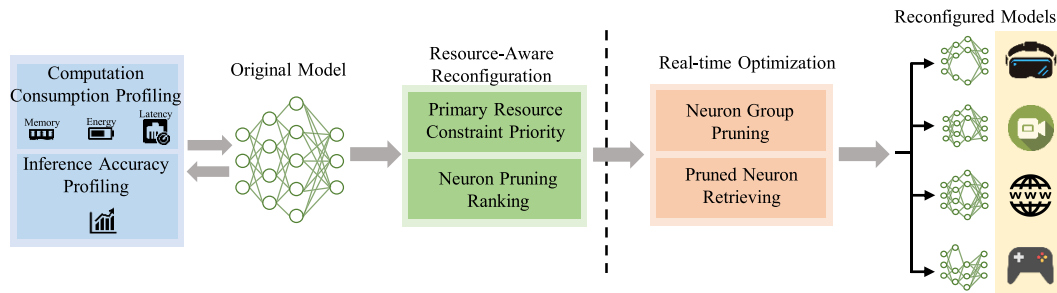 Computation
Consumption Profiling
Memory
Energy
Latency
Inference Accuracy
Profiling
Original Model
Resource-Aware
Reconfiguration
Primary Resource
Constraint Priority
Neuron Pruning
Ranking
Real-time Optimization
Neuron Group
Pruning
Pruned Neuron
Retrieving
Reconfigured Models
WWW